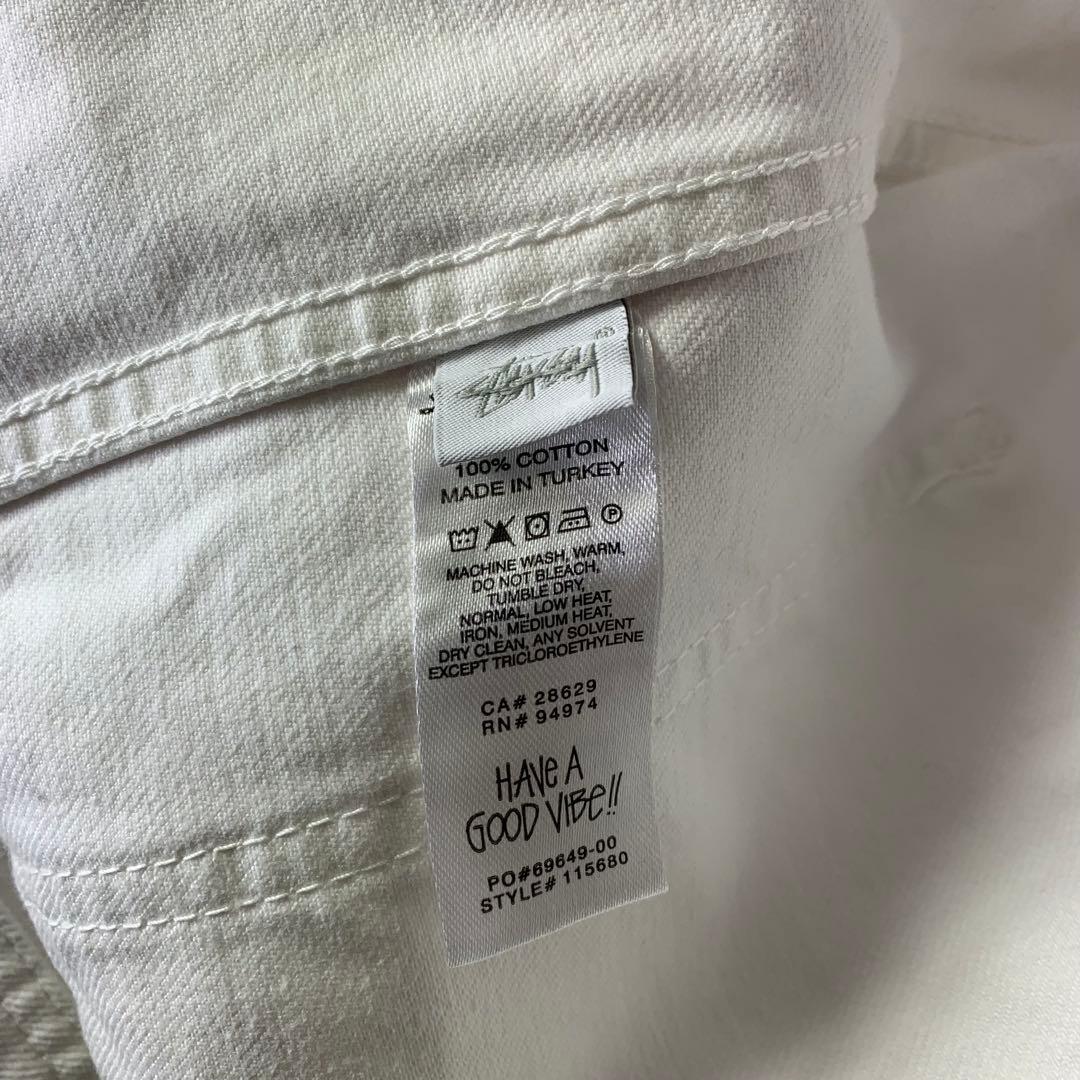 Stüssy ®
100% COTTON
MADE IN TURKEY
P
MACHINE WASH, WARM,
DO NOT BLEACH,
TUMBLE DRY,
NORMAL, LOW HEAT,
IRON, MEDIUM HEAT,
DRY CLEAN, ANY SOLVENT
EXCEPT TRICLOROETHYLENE
CA# 28629
RN# 94974
HAVE A
GOOD VIBE!!
PO#69649-00
STYLE# 115680